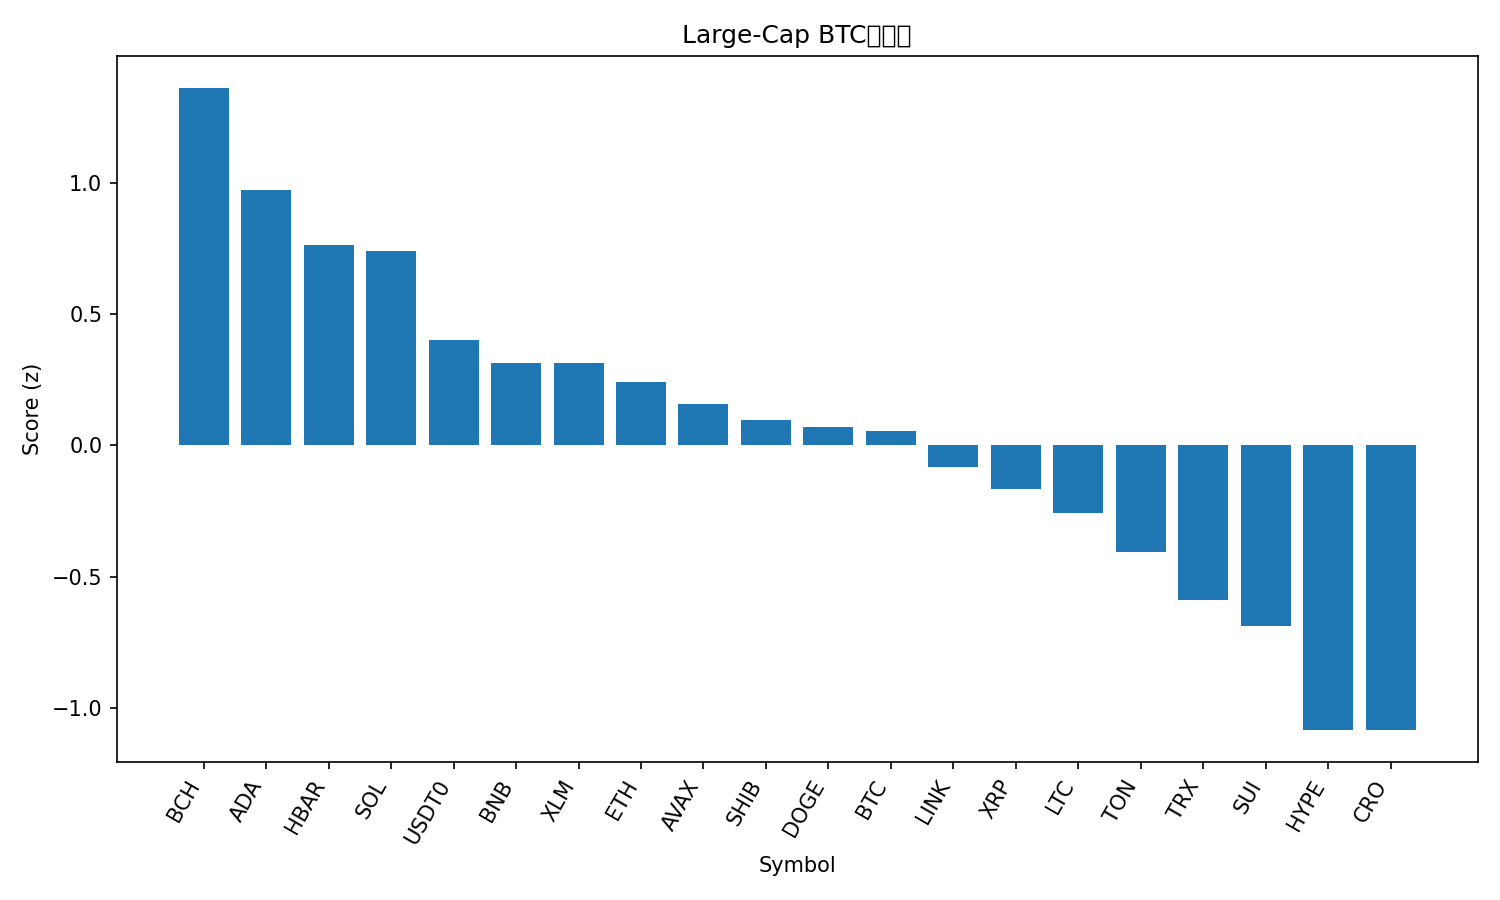 Large-Cap BTC
1.0
0.5
0.0
−0.5
−1.0
Score (z)
BCH
ADA
HBAR
SOL
USDT0
BNB
XLM
ETH
AVAX
SHIB
DOGE
BTC
LINK
XRP
LTC
TON
TRX
SUI
HYPE
CRO
Symbol